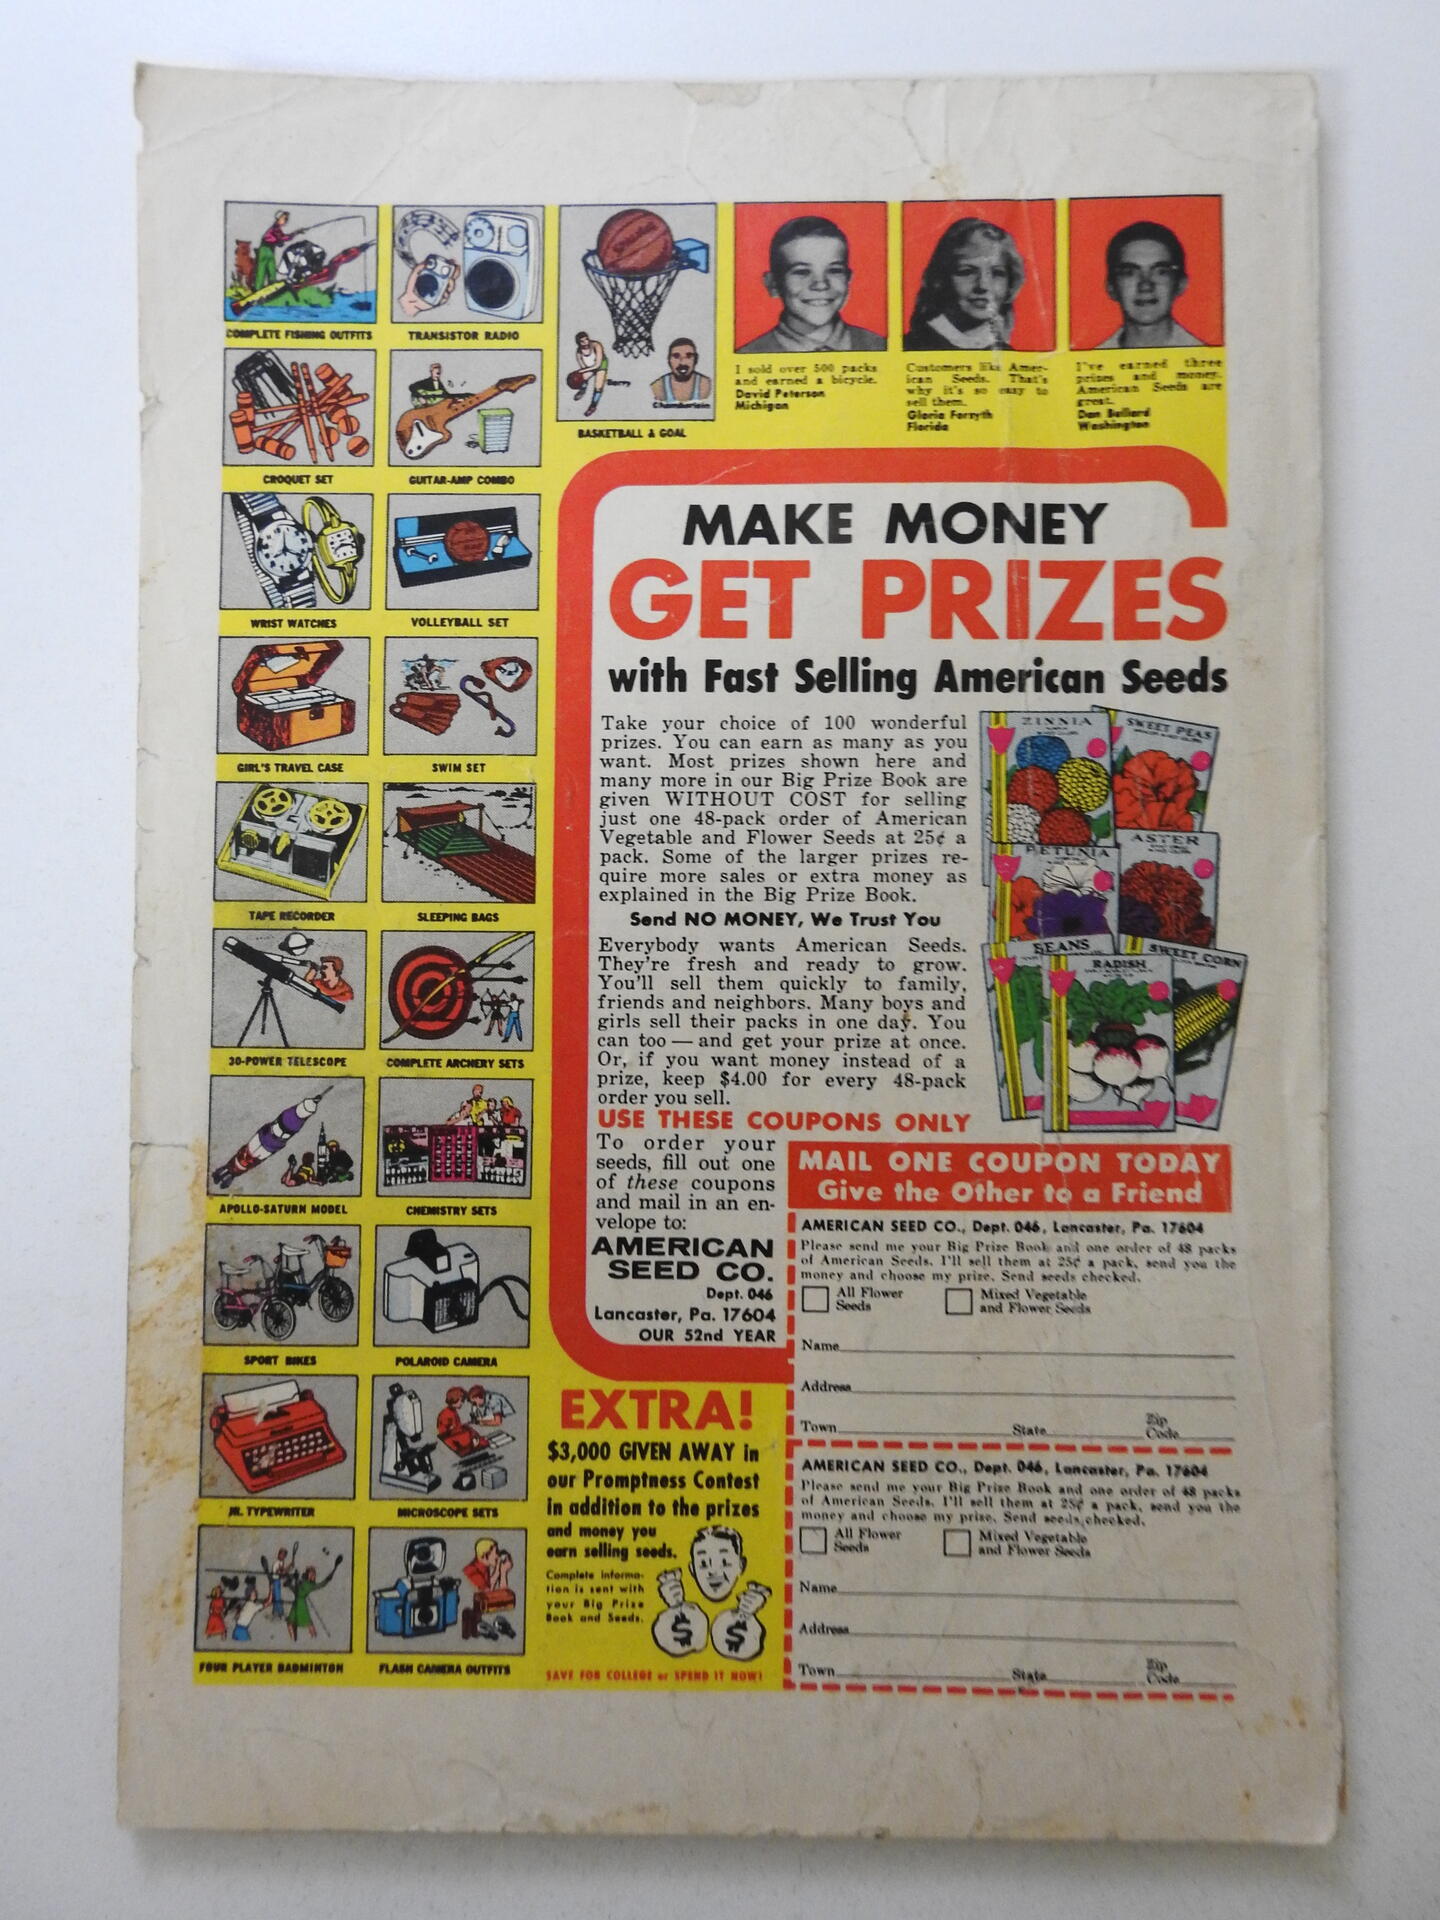 COMPLETE FISHING OUTFITS
TRANSISTOR RADIO
Barry
Chamberlain
BASKETBALL & GOAL
CROQUET SET
GUITAR-AMP COMBO
WRIST WATCHES
VOLLEYBALL SET
GIRL'S TRAVEL CASE
SWIM SET
TAPE RECORDER
SLEEPING BAGS
30-POWER TELESCOPE
COMPLETE ARCHERY SETS
APOLLO-SATURN MODEL
CHEMISTRY SETS
SPORT BIKES
POLAROID CAMERA
JR. TYPEWRITER
MICROSCOPE SETS
FOUR PLAYER BADMINTON
FLASH CAMERA OUTFITS
I sold over 500 packs
and earned a bicycle.
David Peterson
Michigan
Customers like Amer-
ican Seeds. That's
why it's so easy to
sell them.
Gloria Forsyth
Florida
I've earned three
prizes and money.
American Seeds are
great.
Dan Bullard
Washington
MAKE MONEY
GET PRIZES
with Fast Selling American Seeds
Take your choice of 100 wonderful
prizes. You can earn as many as you
want. Most prizes shown here and
many more in our Big Prize Book are
given WITHOUT COST for selling
just one 48-pack order of American
Vegetable and Flower Seeds at 25¢ a
pack. Some of the larger prizes re-
quire more sales or extra money as
explained in the Big Prize Book.
Send NO MONEY, We Trust You
Everybody wants American Seeds.
They're fresh and ready to grow.
You'll sell them quickly to family,
friends and neighbors. Many boys and
girls sell their packs in one day. You
can too — and get your prize at once.
Or, if you want money instead of a
prize, keep $4.00 for every 48-pack
order you sell.
USE THESE COUPONS ONLY
To order your
seeds, fill out one
of these coupons
and mail in an en-
velope to:
AMERICAN
SEED CO.
Dept. 046
Lancaster, Pa. 17604
OUR 52nd YEAR
ZINNIA
SWEET PEAS
PETUNIA
ASTER
BEANS
RADISH
SWEET CORN
MAIL ONE COUPON TODAY
Give the Other to a Friend
AMERICAN SEED CO., Dept. 046, Lancaster, Pa. 17604
Please send me your Big Prize Book and one order of 48 packs
of American Seeds. I'll sell them at 25¢ a pack, send you the
money and choose my prize. Send seeds checked.
All Flower
Seeds
Mixed Vegetable
and Flower Seeds
Name
Address
Town State Zip Code
AMERICAN SEED CO., Dept. 046, Lancaster, Pa. 17604
Please send me your Big Prize Book and one order of 48 packs
of American Seeds. I'll sell them at 25¢ a pack, send you the
money and choose my prize. Send seeds checked.
All Flower
Seeds
Mixed Vegetable
and Flower Seeds
Name
Address
Town State Zip Code
EXTRA!
$3,000 GIVEN AWAY in
our Promptness Contest
in addition to the prizes
and money you
earn selling seeds.
Complete informa-
tion is sent with
your Big Prize
Book and Seeds.
$ $
SAVE FOR COLLEGE or SPEND IT NOW!